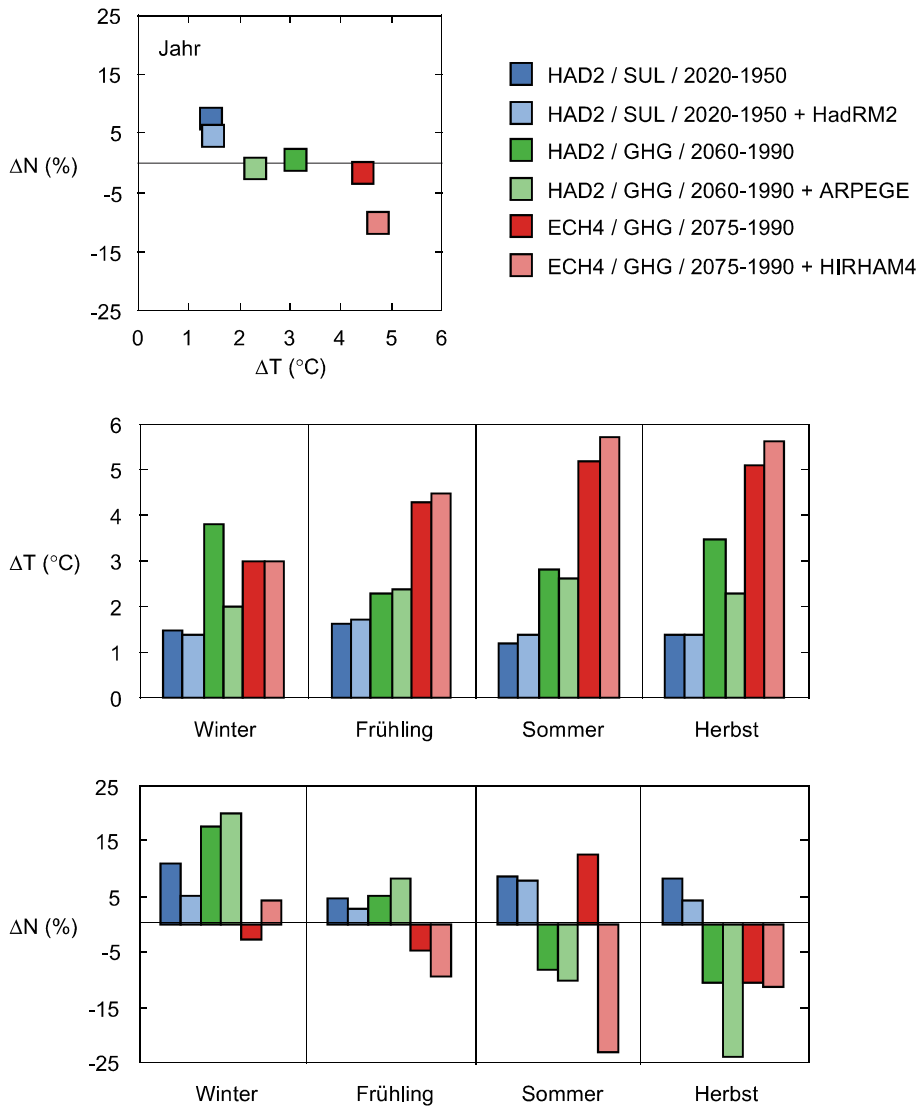 25
15
5
-5
-15
-25
ΔN (%)
Jahr
0 1 2 3 4 5 6
ΔT (°C)
HAD2 / SUL / 2020-1950
HAD2 / SUL / 2020-1950 + HadRM2
HAD2 / GHG / 2060-1990
HAD2 / GHG / 2060-1990 + ARPEGE
ECH4 / GHG / 2075-1990
ECH4 / GHG / 2075-1990 + HIRHAM4
6
5
4
3
2
1
0
ΔT (°C)
Winter Frühling Sommer Herbst
25
15
5
-5
-15
-25
ΔN (%)
Winter Frühling Sommer Herbst